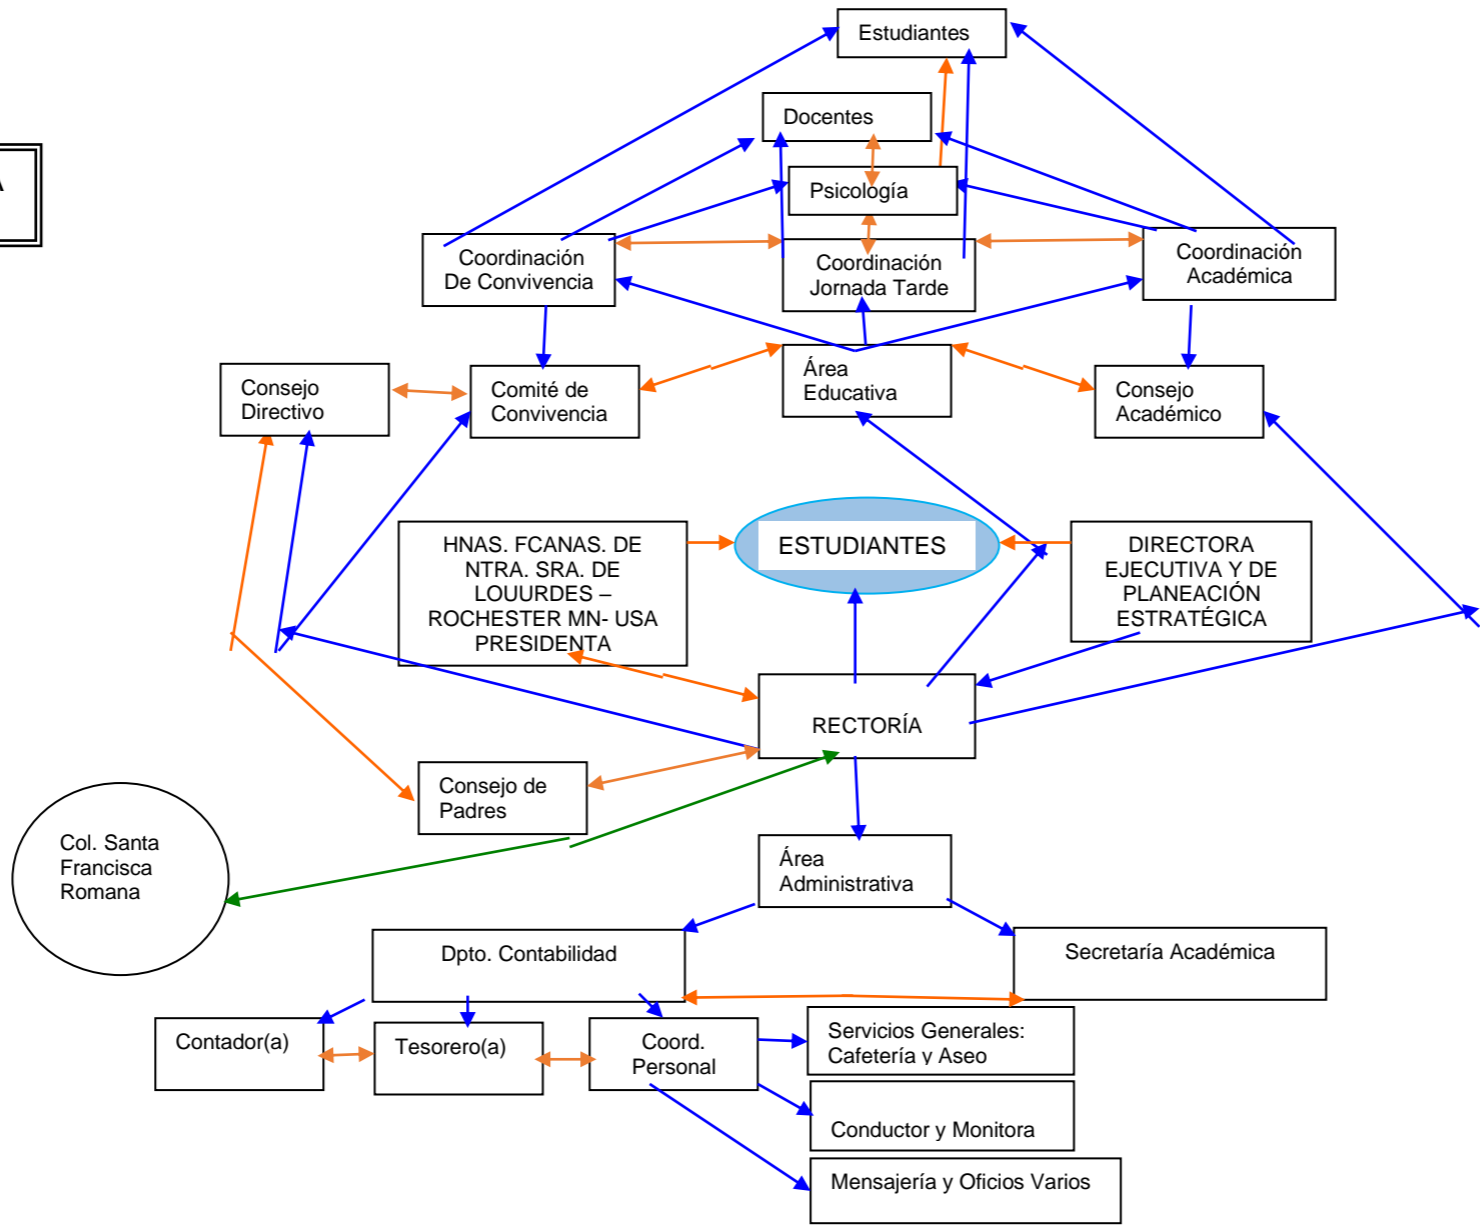 Estudiantes
Docentes
A
Psicología
Coordinación
De Convivencia
Coordinación
Jornada Tarde
Coordinación
Académica
Consejo
Directivo
Comité de
Convivencia
Área
Educativa
Consejo
Académico
HNAS. FCANAS. DE
NTRA. SRA. DE
LOUURDES –
ROCHESTER MN- USA
PRESIDENTA
ESTUDIANTES
DIRECTORA
EJECUTIVA Y DE
PLANEACIÓN
ESTRATÉGICA
RECTORÍA
Consejo de
Padres
Col. Santa
Francisca
Romana
Área
Administrativa
Dpto. Contabilidad
Secretaría Académica
Contador(a)
Tesorero(a)
Coord.
Personal
Servicios Generales:
Cafetería y Aseo
Conductor y Monitora
Mensajería y Oficios Varios